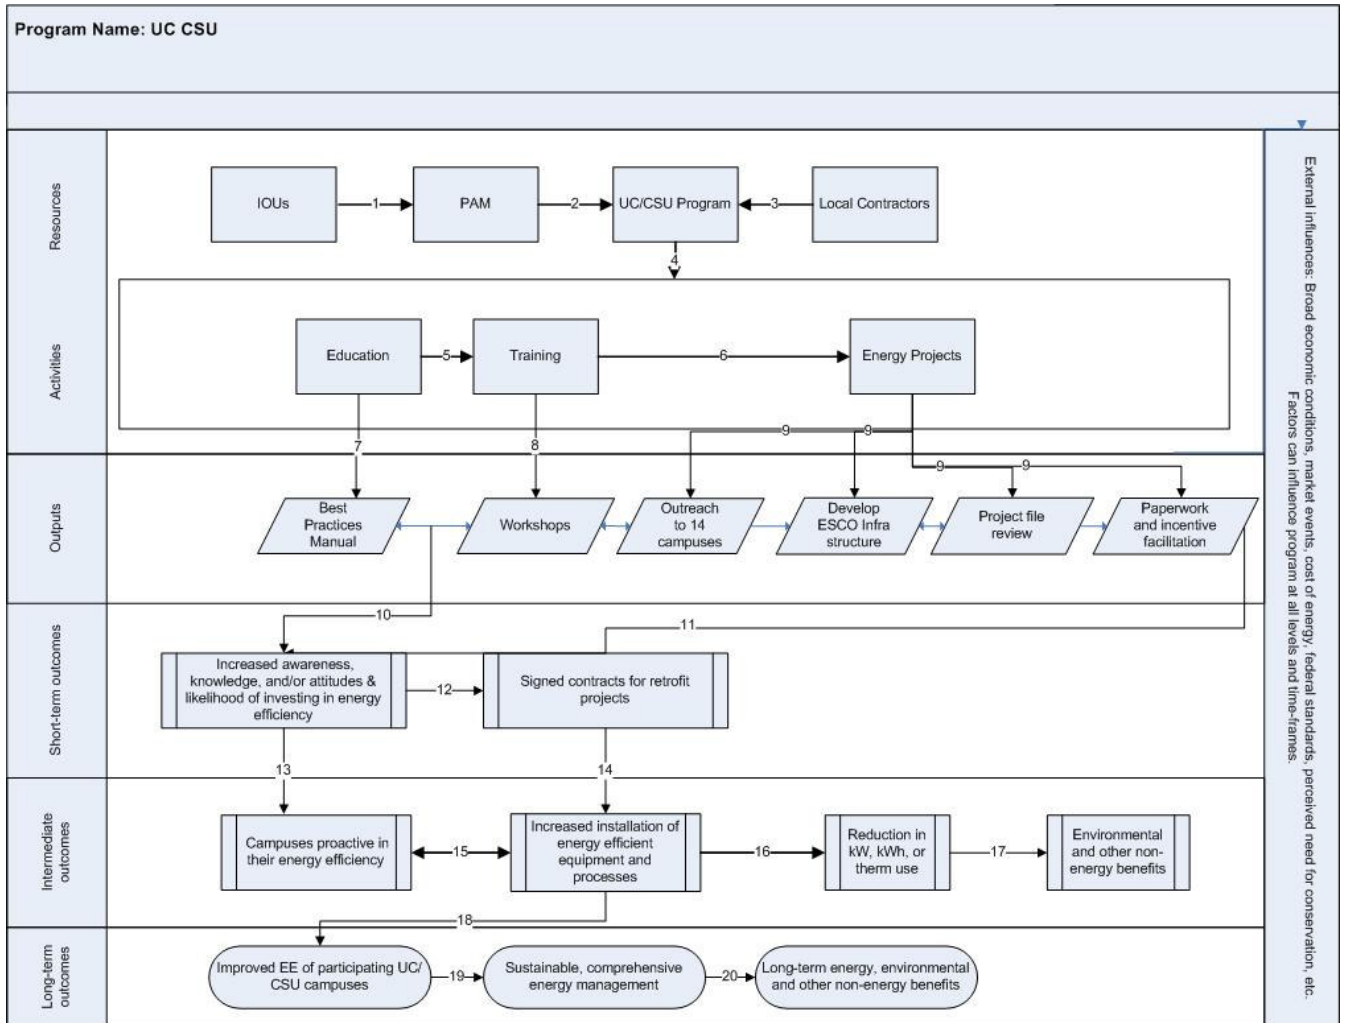 Program Name: UC CSU
Resources
IOUs
1
PAM
2
UC/CSU Program
3
Local Contractors
4
Activities
Education
5
Training
6
Energy Projects
7
8
9
9
9
9
Outputs
Best
Practices
Manual
Workshops
Outreach
to 14
campuses
Develop
ESCO Infra
structure
Project file
review
Paperwork
and incentive
facilitation
10
11
Short-term outcomes
Increased awareness,
knowledge, and/or attitudes &
likelihood of investing in energy
efficiency
12
Signed contracts for retrofit
projects
13
14
Intermediate
outcomes
Campuses proactive in
their energy efficiency
15
Increased installation of
energy efficient
equipment and
processes
16
Reduction in
kW, kWh, or
therm use
17
Environmental
and other non-
energy benefits
18
Long-term
outcomes
Improved EE of participating UC/
CSU campuses
19
Sustainable, comprehensive
energy management
20
Long-term energy, environmental
and other non-energy benefits
External influences: Broad economic conditions, market events, cost of energy, federal standards, perceived need for conservation, etc.
Factors can influence program at all levels and time-frames.